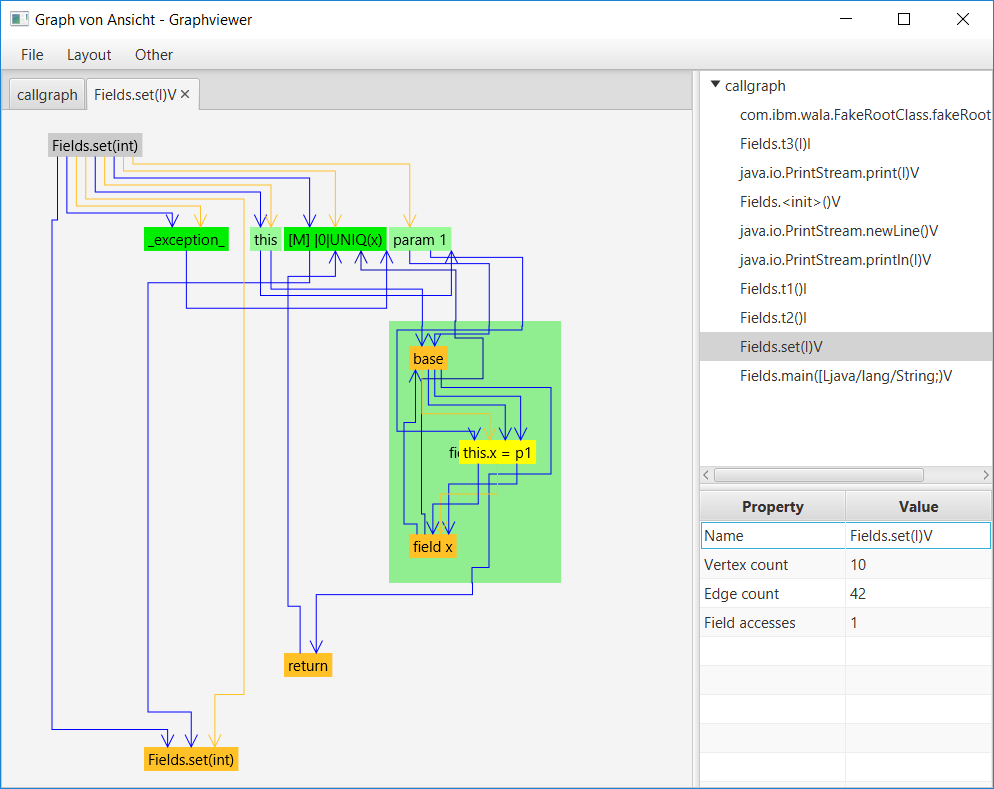 Graph von Ansicht - Graphviewer
File Layout Other
callgraph Fields.set(I)V ×
Fields.set(int)
_exception_ this [M] |0|UNIQ(x) param 1
base
this.x = p1
field x
return
Fields.set(int)
callgraph
com.ibm.wala.FakeRootClass.fakeRoot
Fields.t3(I)I
java.io.PrintStream.print(I)V
Fields.<init>()V
java.io.PrintStream.newLine()V
java.io.PrintStream.println(I)V
Fields.t1()I
Fields.t2()I
Fields.set(I)V
Fields.main([Ljava/lang/String;)V
Property Value
Name Fields.set(I)V
Vertex count 10
Edge count 42
Field accesses 1